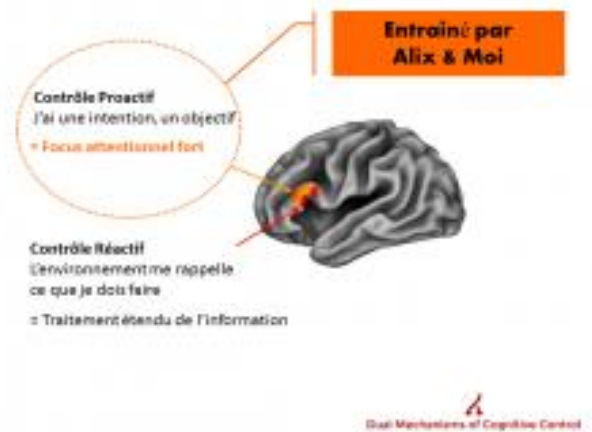 Entrainé par
Alix & Moi
Contrôle Proactif
J'ai une intention, un objectif
= Focus attentionnel fort
Contrôle Réactif
L'environnement me rappelle
ce que je dois faire
= Traitement étendu de l'information
Dual Mechanisms of Cognitive Control